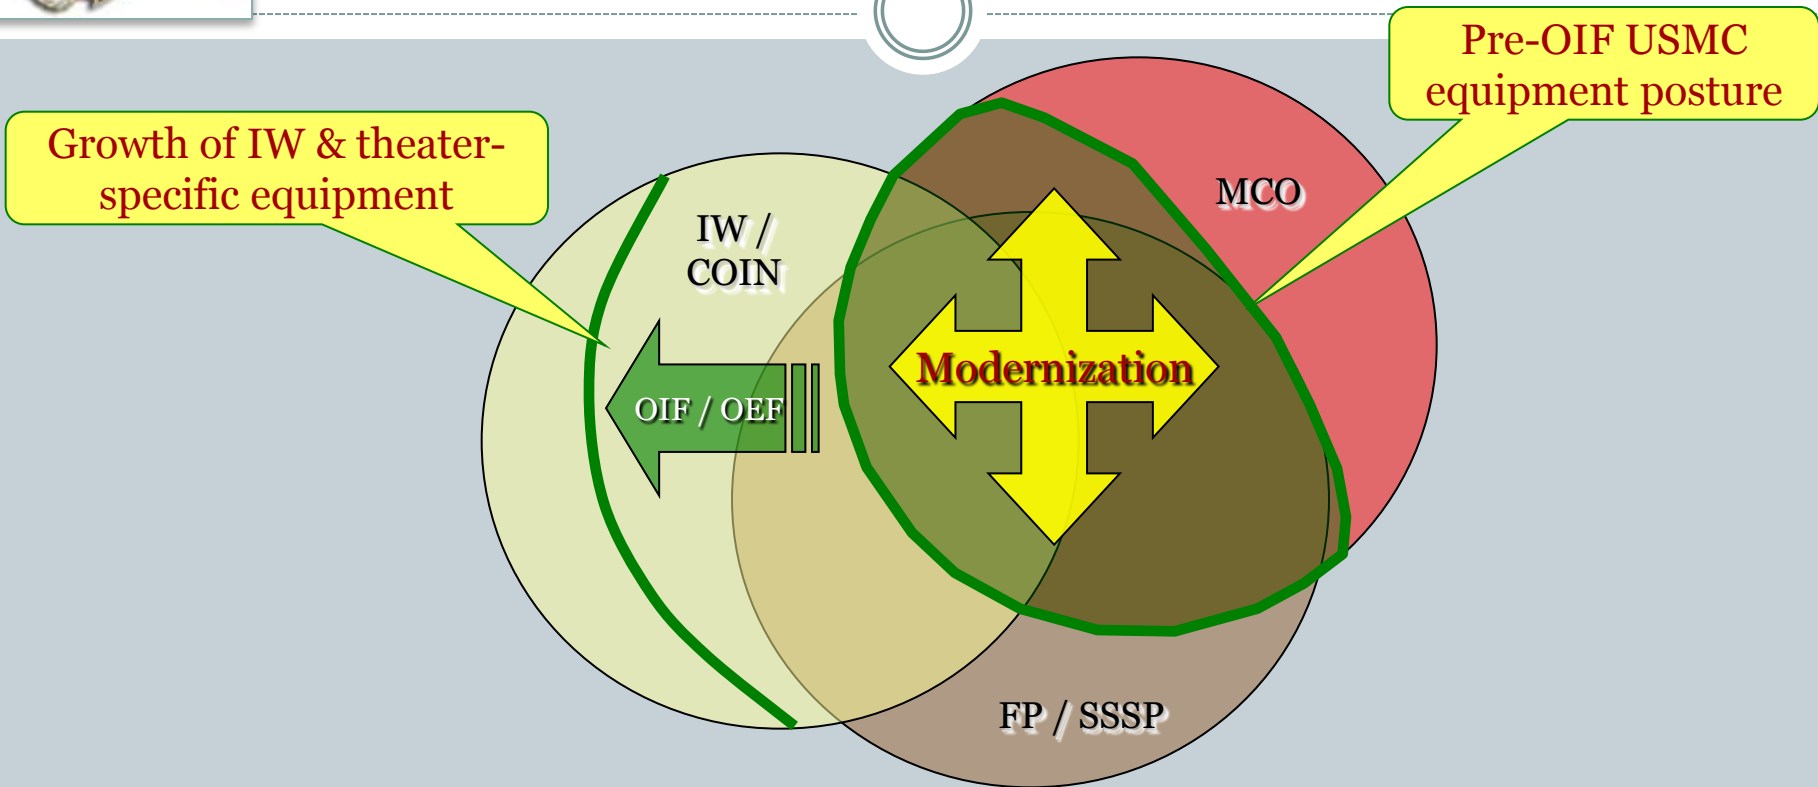 Pre-OIF USMC
equipment posture
Growth of IW & theater-
specific equipment
MCO
IW /
COIN
Modernization
OIF / OEF
FP / SSSP